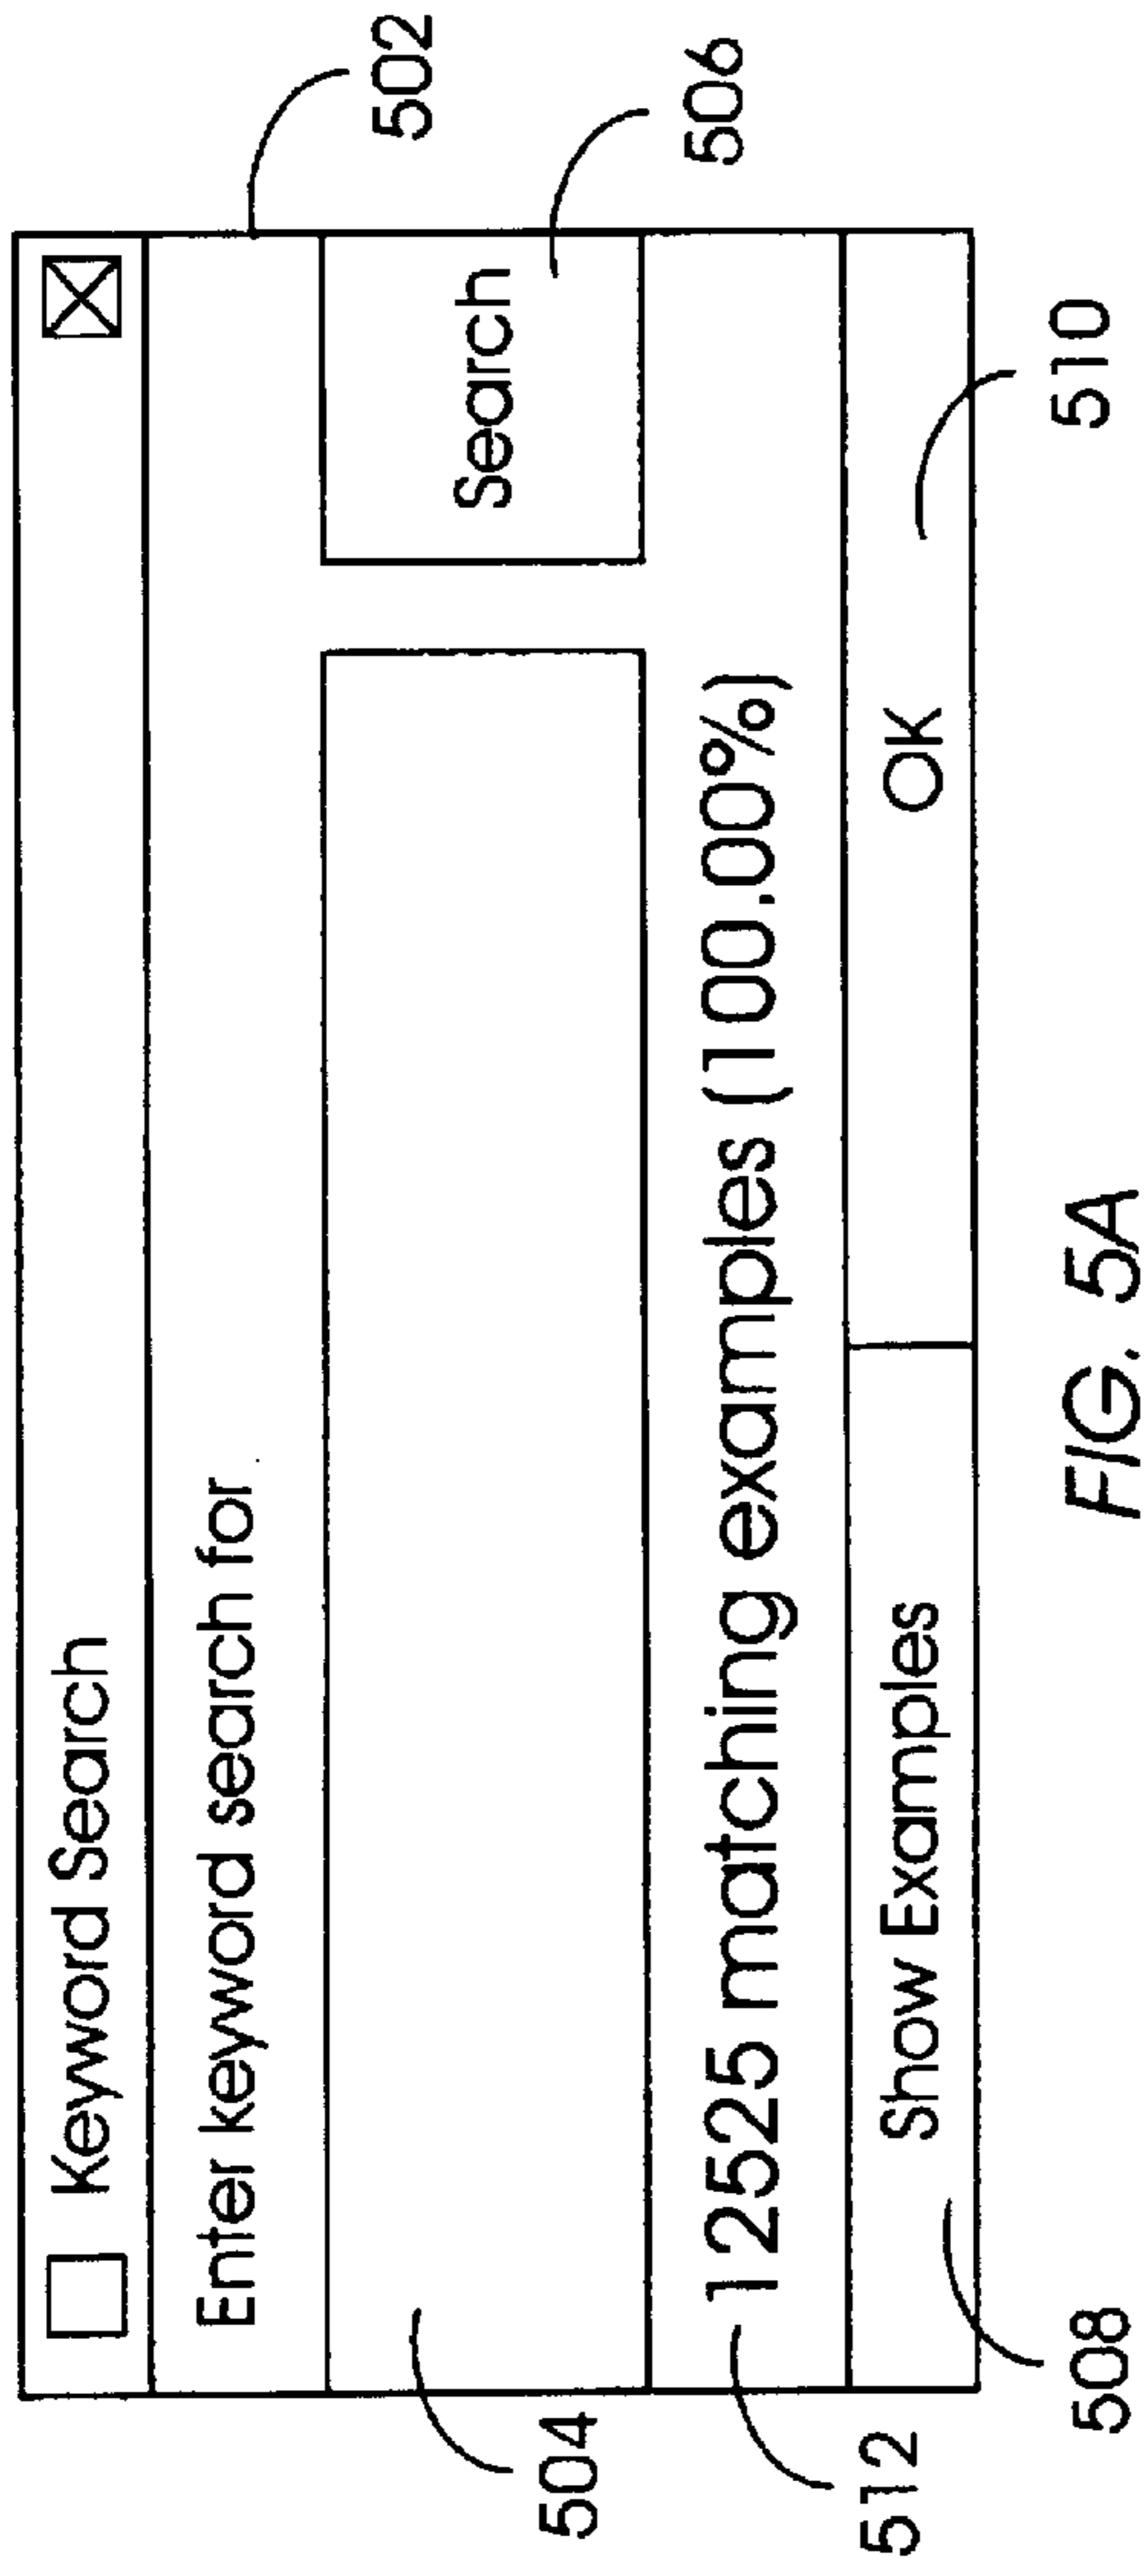 Keyword Search
502
Enter keyword search for
504
Search
506
512
12525 matching examples (100.00%)
Show Examples
OK
508
510
FIG. 5A